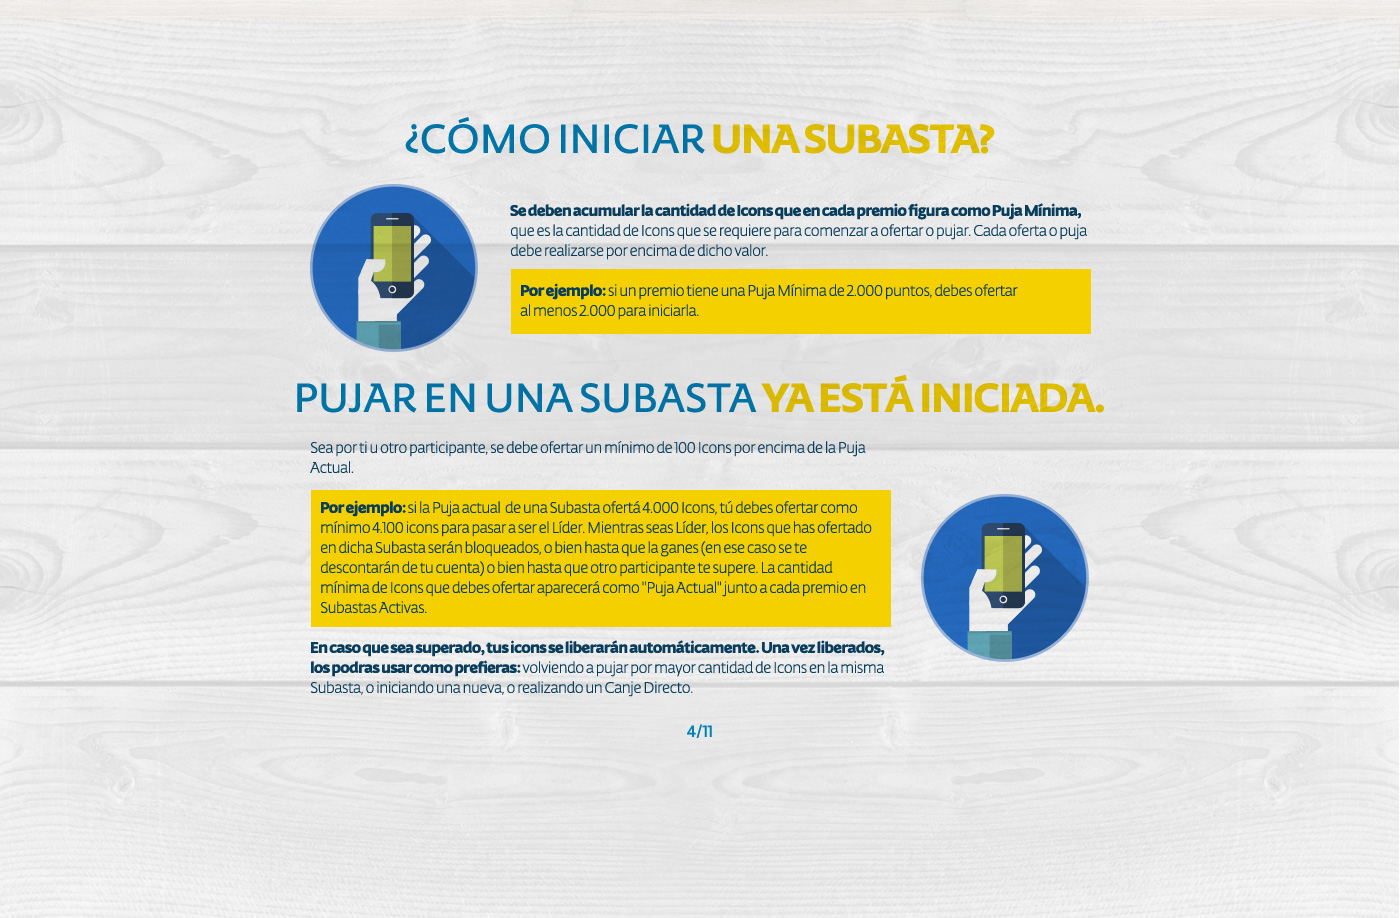 ¿CÓMO INICIAR UNA SUBASTA?
Se deben acumular la cantidad de Icons que en cada premio figura como Puja Mínima,
que es la cantidad de Icons que se requiere para comenzar a ofertar o pujar. Cada oferta o puja
debe realizarse por encima de dicho valor.
Por ejemplo: si un premio tiene una Puja Mínima de 2.000 puntos, debes ofertar
al menos 2.000 para iniciarla.
PUJAR EN UNA SUBASTA YA ESTÁ INICIADA.
Sea por ti u otro participante, se debe ofertar un mínimo de 100 Icons por encima de la Puja
Actual.
Por ejemplo: si la Puja actual de una Subasta ofertá 4.000 Icons, tú debes ofertar como
mínimo 4.100 icons para pasar a ser el Líder. Mientras seas Líder, los Icons que has ofertado
en dicha Subasta serán bloqueados, o bien hasta que la ganes (en ese caso se te
descontarán de tu cuenta) o bien hasta que otro participante te supere. La cantidad
mínima de Icons que debes ofertar aparecerá como "Puja Actual" junto a cada premio en
Subastas Activas.
En caso que sea superado, tus icons se liberarán automáticamente. Una vez liberados,
los podras usar como prefieras: volviendo a pujar por mayor cantidad de Icons en la misma
Subasta, o iniciando una nueva, o realizando un Canje Directo.
4/11